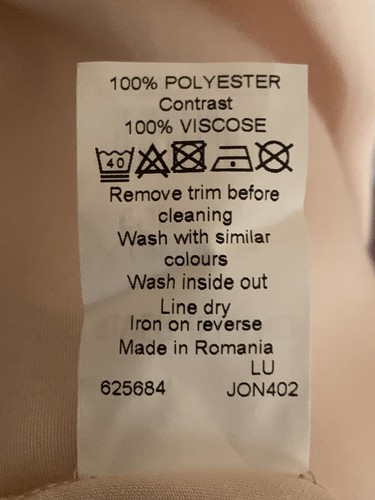 100% POLYESTER
Contrast
100% VISCOSE
40
Remove trim before
cleaning
Wash with similar
colours
Wash inside out
Line dry
Iron on reverse
Made in Romania
LU
625684 JON402